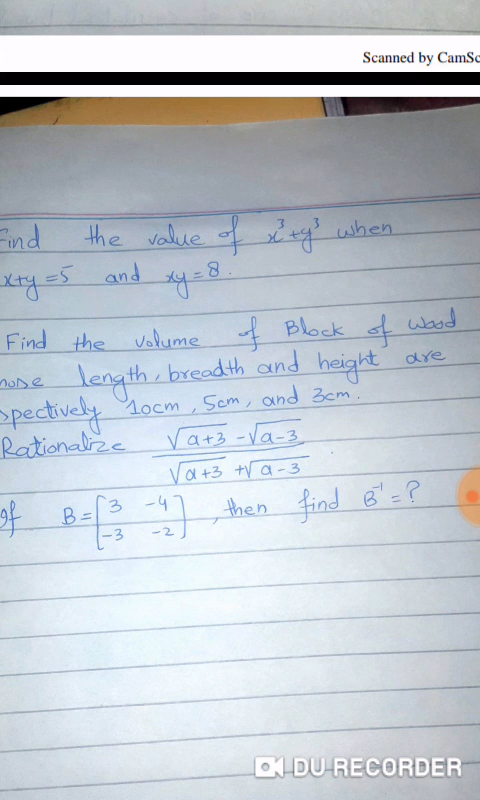 Scanned by CamSc
Find the value of x³+y³ when
x+y=5 and xy=8.
Find the volume of Block of Wood
hose length, breadth and height are
spectively 10cm, 5cm, and 3cm.
Rationalize √a+3 - √a-3 / √a+3 + √a-3 .
If B = [3 -4
-3 -2] , then find B⁻¹ = ?
DU RECORDER